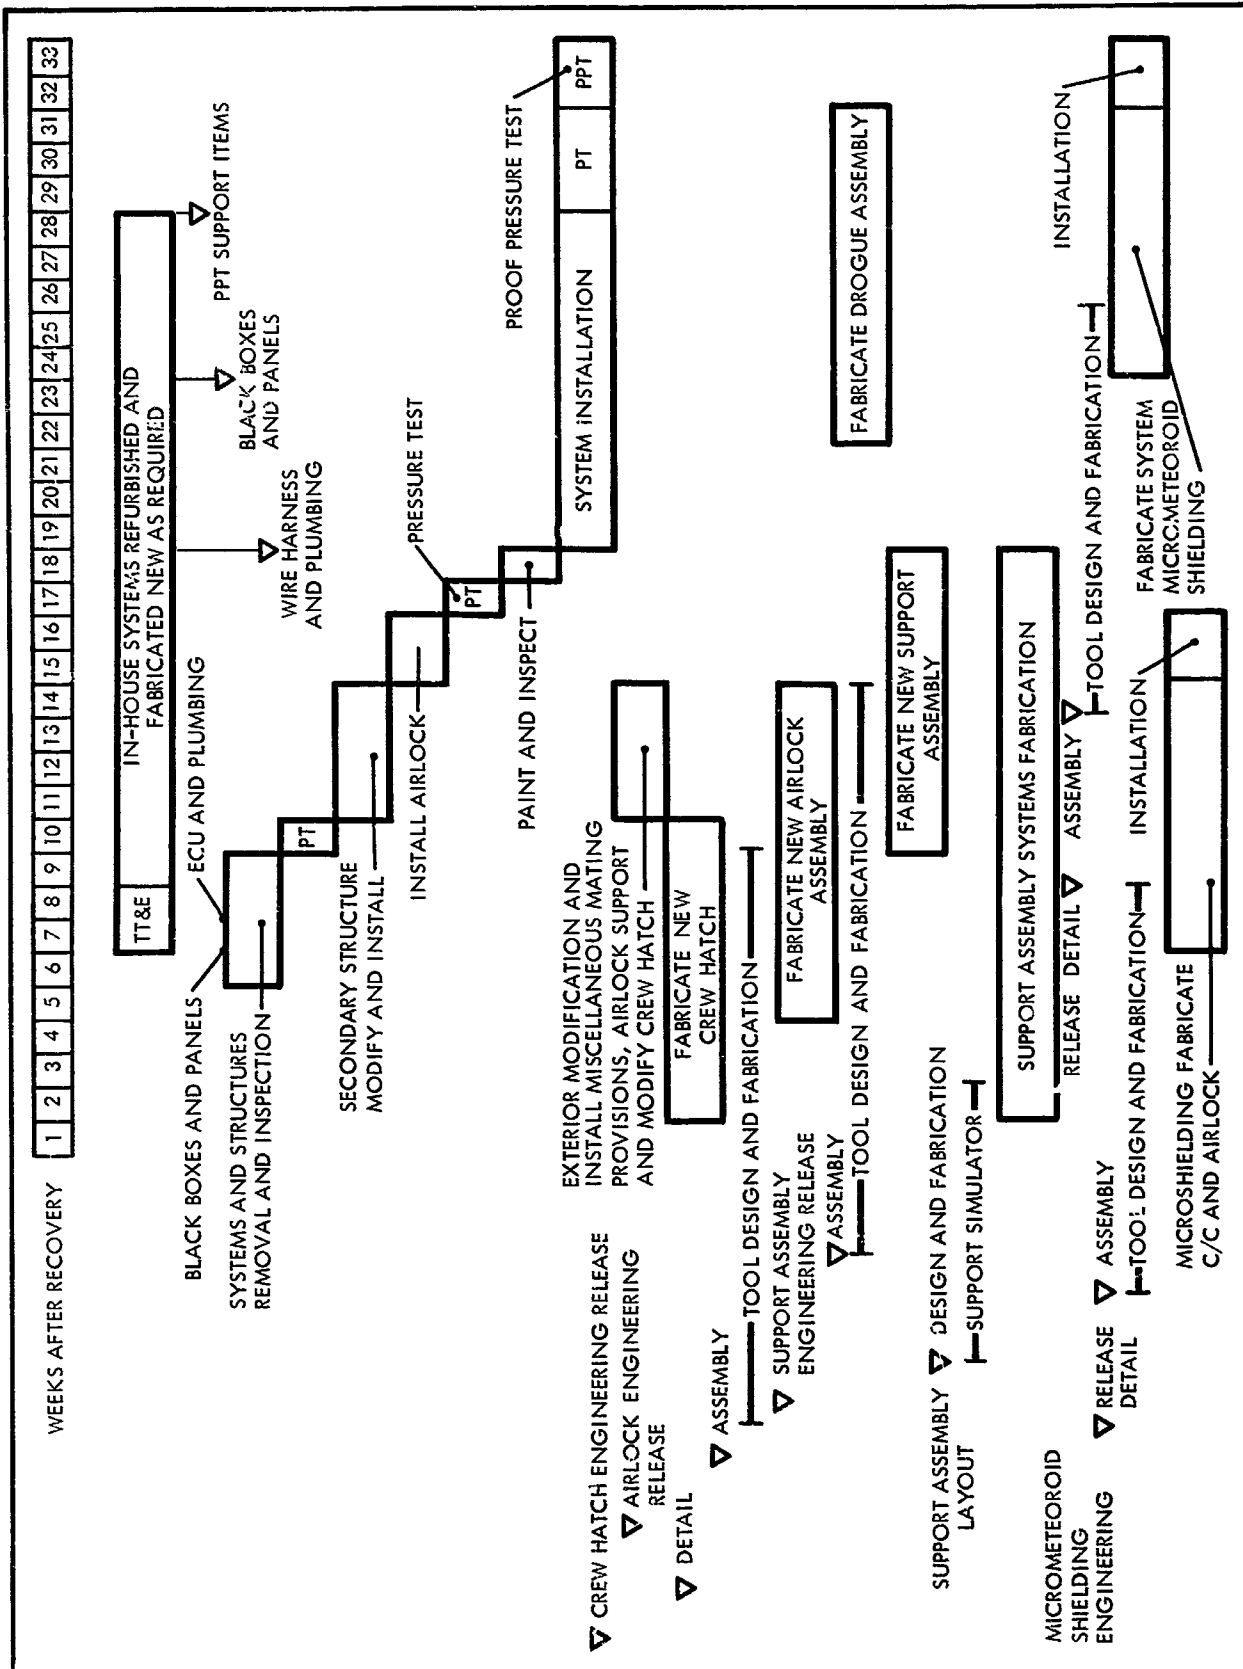 WEEKS AFTER RECOVERY
1 2 3 4 5 6 7 8 9 10 11 12 13 14 15 16 17 18 19 20 21 22 23 24 25 26 27 28 29 30 31 32 33
TT&E
IN-HOUSE SYSTEMS REFURBISHED AND
FABRICATED NEW AS REQUIRED
BLACK BOXES AND PANELS
ECU AND PLUMBING
PPT SUPPORT ITEMS
BLACK BOXES
AND PANELS
WIRE HARNESS
AND PLUMBING
SYSTEMS AND STRUCTURES
REMOVAL AND INSPECTION
PT
SECONDARY STRUCTURE
MODIFY AND INSTALL
INSTALL AIRLOCK
PRESSURE TEST
PT
PAINT AND INSPECT
PROOF PRESSURE TEST
SYSTEM INSTALLATION
PT
PPT
CREW HATCH ENGINEERING RELEASE
AIRLOCK ENGINEERING
RELEASE
DETAIL
ASSEMBLY
EXTERIOR MODIFICATION AND
INSTALL MISCELLANEOUS MATING
PROVISIONS, AIRLOCK SUPPORT
AND MODIFY CREW HATCH
FABRICATE NEW
CREW HATCH
TOOL DESIGN AND FABRICATION
SUPPORT ASSEMBLY
ENGINEERING RELEASE
ASSEMBLY
FABRICATE NEW AIRLOCK
ASSEMBLY
TOOL DESIGN AND FABRICATION
FABRICATE DROGUE ASSEMBLY
FABRICATE NEW SUPPORT
ASSEMBLY
SUPPORT ASSEMBLY
LAYOUT
DESIGN AND FABRICATION
SUPPORT SIMULATOR
SUPPORT ASSEMBLY SYSTEMS FABRICATION
MICROMETEOROID
SHIELDING
ENGINEERING
RELEASE DETAIL
ASSEMBLY
TOOL DESIGN AND FABRICATION
INSTALLATION
FABRICATE SYSTEM
MICROMETEOROID
SHIELDING
RELEASE
DETAIL
ASSEMBLY
TOOL DESIGN AND FABRICATION
INSTALLATION
MICROSHIELDING FABRICATE
C/C AND AIRLOCK